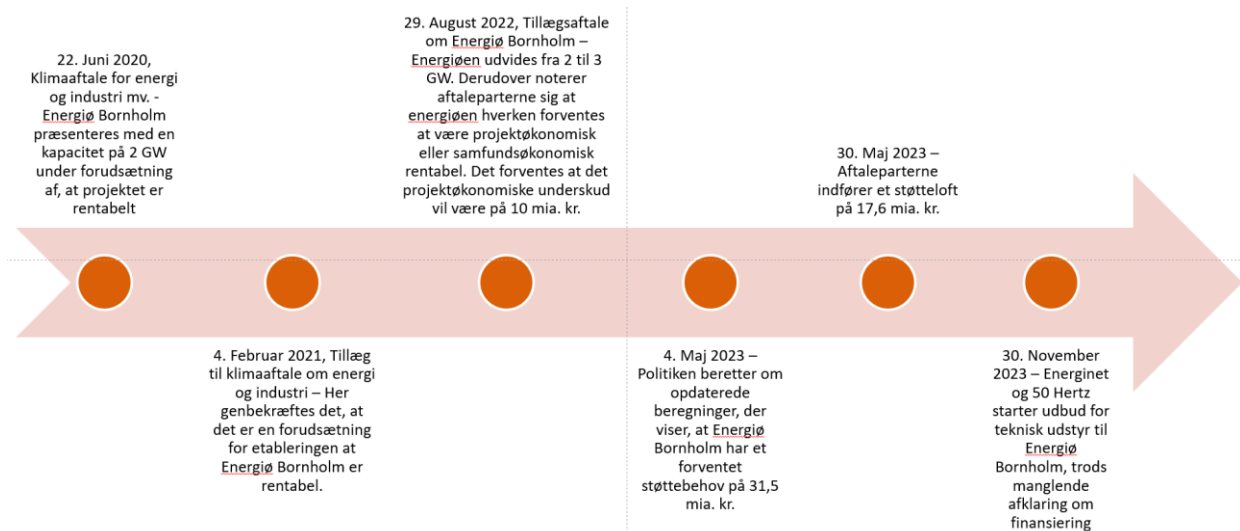 22. Juni 2020,
Klimaaftale for energi
og industri mv. -
Energiø Bornholm
præsenteres med en
kapacitet på 2 GW
under forudsætning
af, at projektet er
rentabelt
4. Februar 2021, Tillæg
til klimaaftale om energi
og industri – Her
genbekræftes det, at
det er en forudsætning
for etableringen at
Energiø Bornholm er
rentabel.
29. August 2022, Tillægsaftale
om Energiø Bornholm –
Energiøen udvides fra 2 til 3
GW. Derudover noterer
aftaleparterne sig at
energiøen hverken forventes
at være projektøkonomisk
eller samfundsøkonomisk
rentabel. Det forventes at det
projektøkonomiske underskud
vil være på 10 mia. kr.
4. Maj 2023 –
Politiken beretter om
opdaterede
beregninger, der
viser, at Energiø
Bornholm har et
forventet
støttebehov på 31,5
mia. kr.
30. Maj 2023 –
Aftaleparterne
indfører et støtteloft
på 17,6 mia. kr.
30. November
2023 – Energinet
og 50 Hertz
starter udbud for
teknisk udstyr til
Energiø
Bornholm, trods
manglende
afklaring om
finansiering